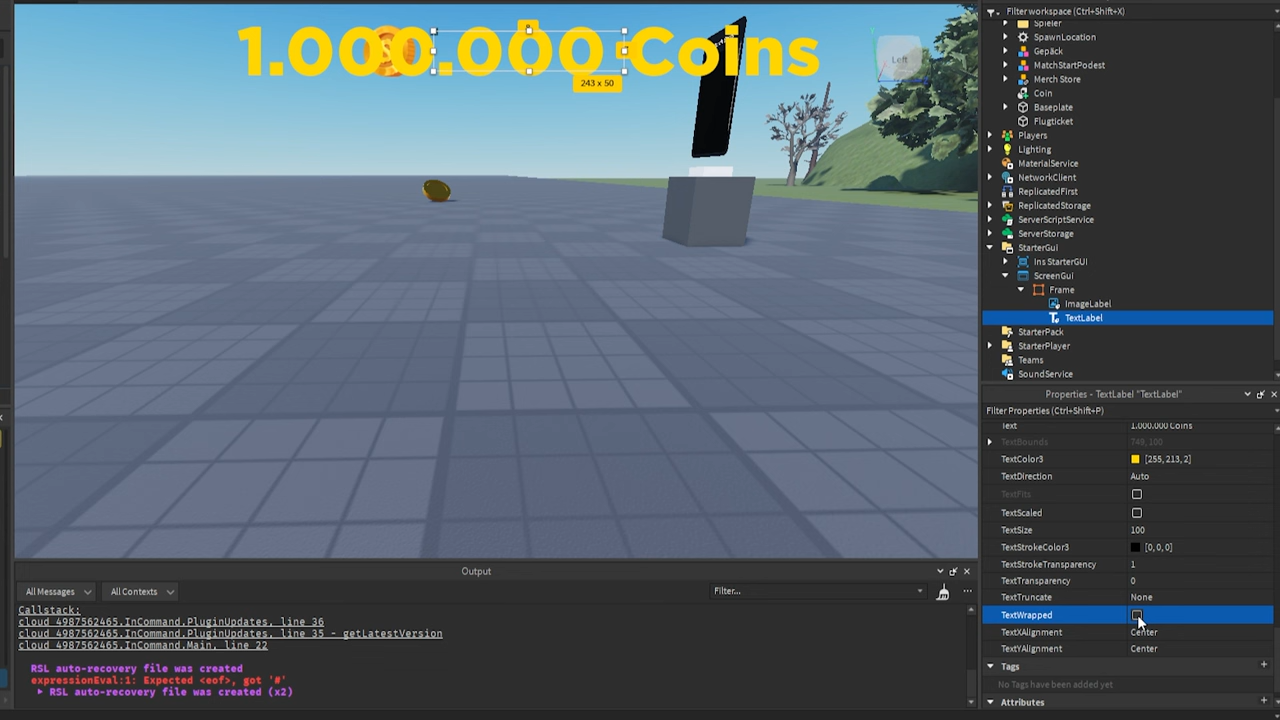 1.000.000 Coins
243 x 50
Left
Filter workspace (Ctrl+Shift+X)
Spieler
SpawnLocation
Gepäck
MatchStartPodest
Merch Store
Coin
Baseplate
Flugticket
Players
Lighting
MaterialService
NetworkClient
ReplicatedFirst
ReplicatedStorage
ServerScriptService
ServerStorage
StarterGui
Ins StarterGUI
ScreenGui
Frame
ImageLabel
TextLabel
StarterPack
StarterPlayer
Teams
SoundService
Properties - TextLabel "TextLabel"
Filter Properties (Ctrl+Shift+P)
Text 1.000.000 Coins
TextBounds 749, 100
TextColor3 [255, 213, 2]
TextDirection Auto
TextFits
TextScaled
TextSize 100
TextStrokeColor3 [0, 0, 0]
TextStrokeTransparency 1
TextTransparency 0
TextTruncate None
TextWrapped
TextXAlignment Center
TextYAlignment Center
Tags
No Tags have been added yet
Attributes
Output
All Messages All Contexts Filter...
Callstack:
cloud_4987562465.InCommand.PluginUpdates, line 36
cloud_4987562465.InCommand.PluginUpdates, line 35 - getLatestVersion
cloud_4987562465.InCommand.Main, line 22
RSL auto-recovery file was created
expressionEval:1: Expected <eof>, got '#'
RSL auto-recovery file was created (x2)